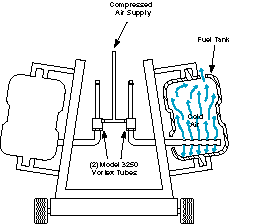 Compressed
Air Supply
Fuel Tank
Cold
Air
(2) Model 3250
Vortex Tubes